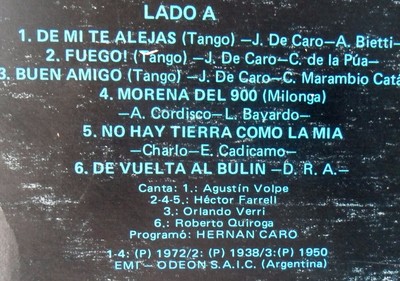 LADO A
1. DE MI TE ALEJAS (Tango) —J. De Caro—A. Bietti—
2. FUEGO! (Tango) —J. De Caro—C. de la Púa—
3. BUEN AMIGO (Tango) —J. De Caro—C. Marambio Catá
4. MORENA DEL 900 (Milonga)
—A. Cordisco—L. Bayardo—
5. NO HAY TIERRA COMO LA MIA
—Charlo—E. Cadicamo—
6. DE VUELTA AL BULIN —D. R. A.—
Canta: 1.: Agustín Volpe
2-4-5.: Héctor Farrell
3.: Orlando Verri
6.: Roberto Quiroga
Programó: HERNAN CARO
1-4: (P) 1972/2: (P) 1938/3:(P) 1950
EMI — ODEON S.A.I.C. (Argentina)